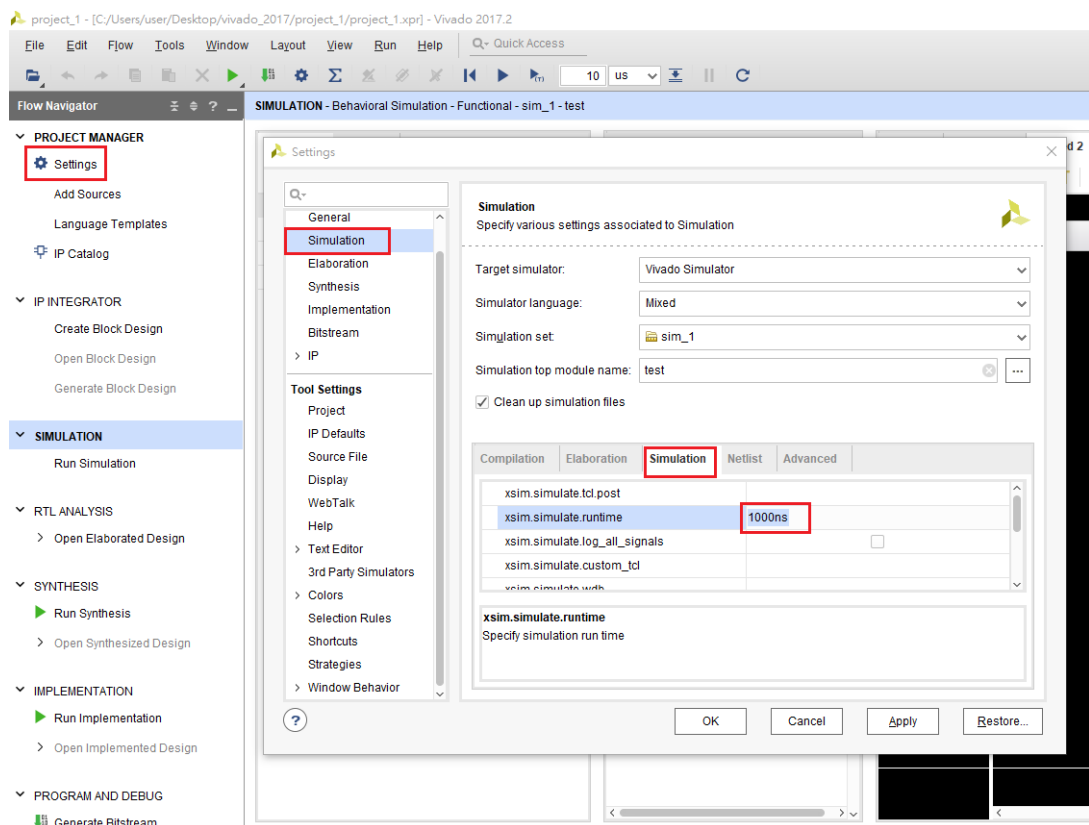 project_1 - [C:/Users/user/Desktop/vivado_2017/project_1/project_1.xpr] - Vivado 2017.2
File Edit Flow Tools Window Layout View Run Help Quick Access
10 us
Flow Navigator
SIMULATION - Behavioral Simulation - Functional - sim_1 - test
PROJECT MANAGER
Settings
Add Sources
Language Templates
IP Catalog
IP INTEGRATOR
Create Block Design
Open Block Design
Generate Block Design
SIMULATION
Run Simulation
RTL ANALYSIS
Open Elaborated Design
SYNTHESIS
Run Synthesis
Open Synthesized Design
IMPLEMENTATION
Run Implementation
Open Implemented Design
PROGRAM AND DEBUG
Generate Bitstream
Settings
General
Simulation
Elaboration
Synthesis
Implementation
Bitstream
IP
Tool Settings
Project
IP Defaults
Source File
Display
WebTalk
Help
Text Editor
3rd Party Simulators
Colors
Selection Rules
Shortcuts
Strategies
Window Behavior
Simulation
Specify various settings associated to Simulation
Target simulator: Vivado Simulator
Simulator language: Mixed
Simulation set: sim_1
Simulation top module name: test
Clean up simulation files
Compilation Elaboration Simulation Netlist Advanced
xsim.simulate.tcl.post
xsim.simulate.runtime 1000ns
xsim.simulate.log_all_signals
xsim.simulate.custom_tcl
xsim.simulate.wdb
xsim.simulate.runtime
Specify simulation run time
? OK Cancel Apply Restore...
d 2